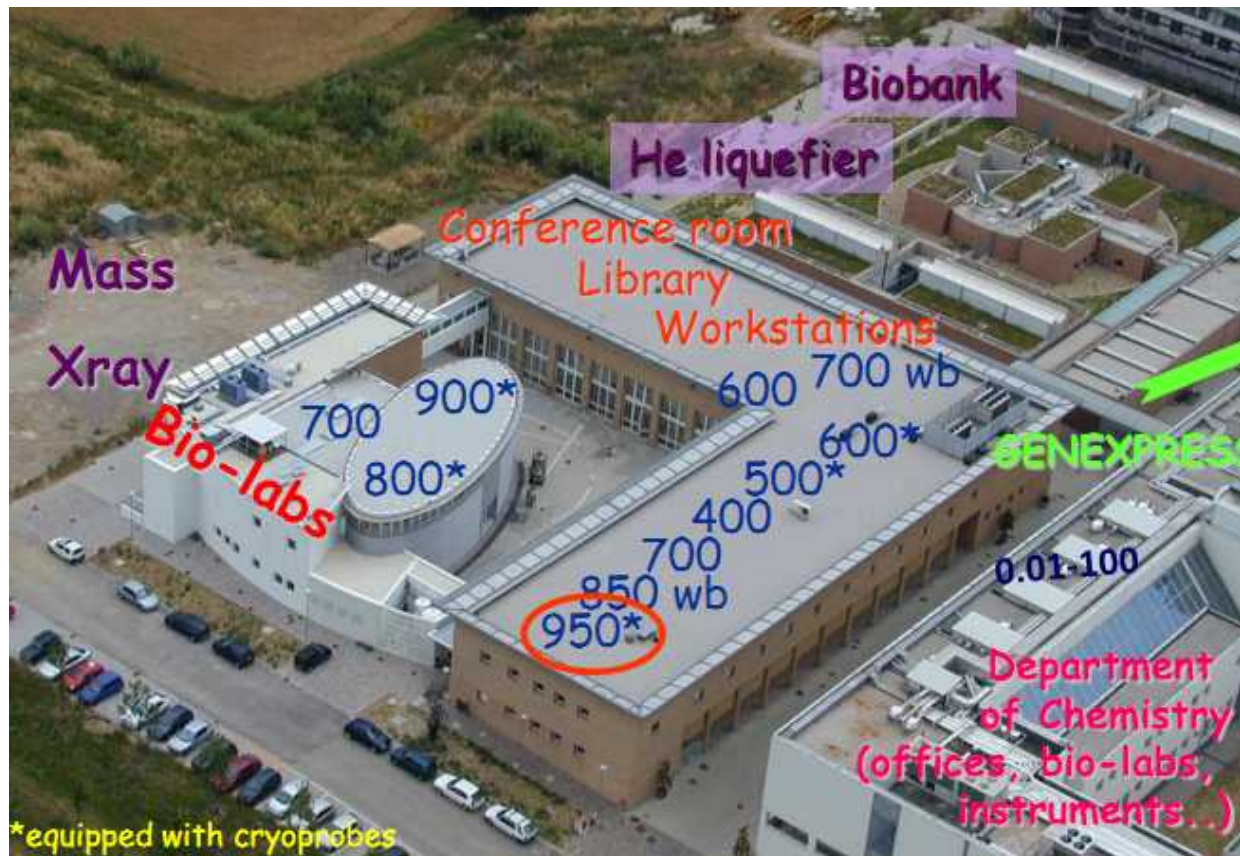 Biobank
He liquefier
Conference room
Library
Workstations
Mass
Xray
Bio-labs
700
900*
800*
600
700 wb
600*
500*
400
700
850 wb
950*
GENEXPRESS
0.01-100
Department
of Chemistry
(offices, bio-labs,
instruments..)
*equipped with cryoprobes